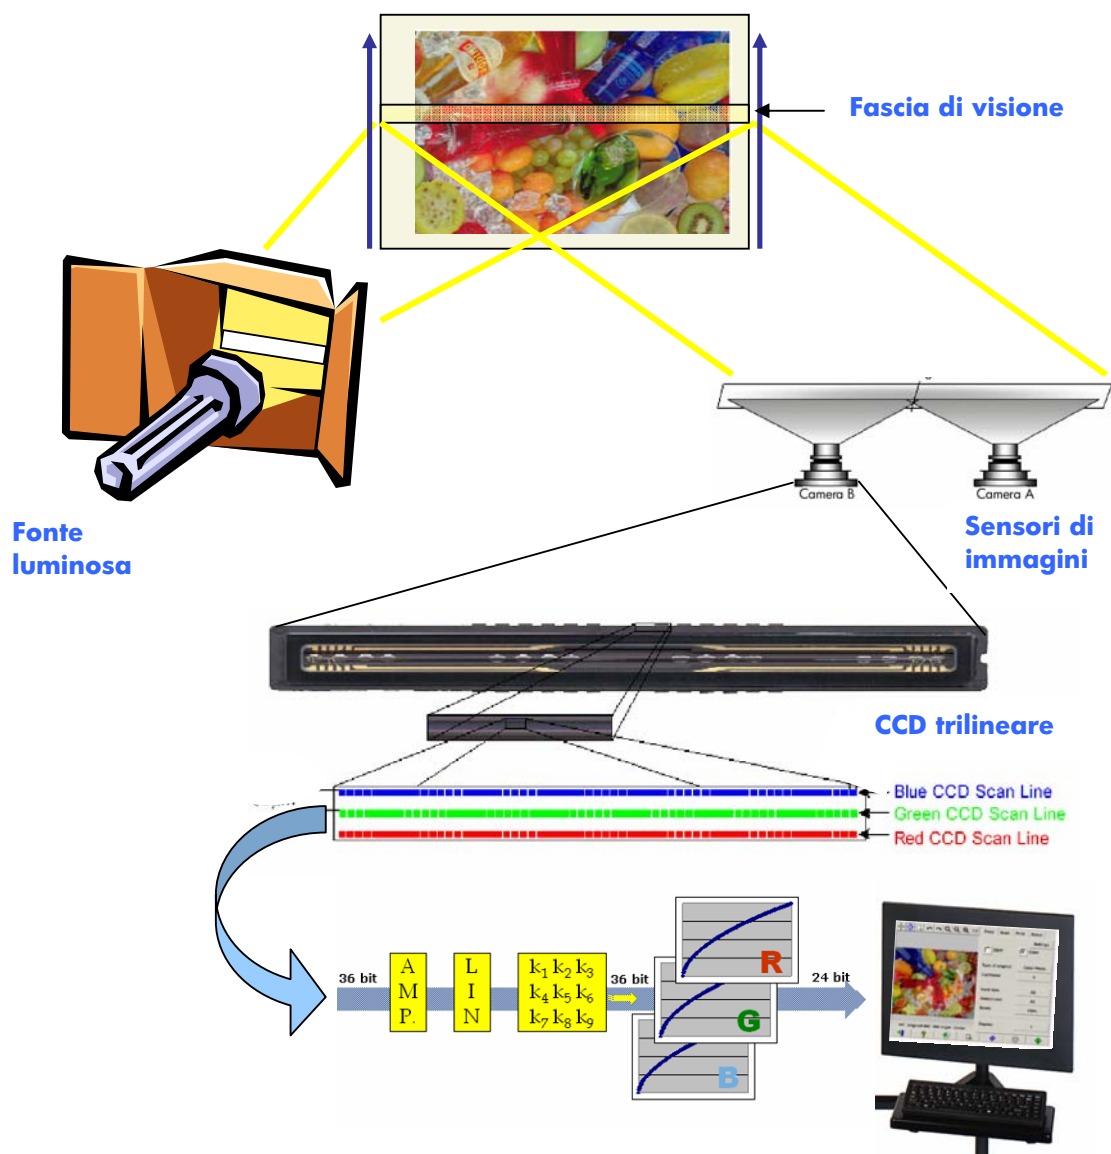 Fascia di visione
Camera B
Camera A
Fonte
luminosa
Sensori di
immagini
CCD trilineare
Blue CCD Scan Line
Green CCD Scan Line
Red CCD Scan Line
36 bit
A
M
P.
L
I
N
k₁ k₂ k₃
k₄ k₅ k₆
k₇ k₈ k₉
36 bit
R
G
B
24 bit